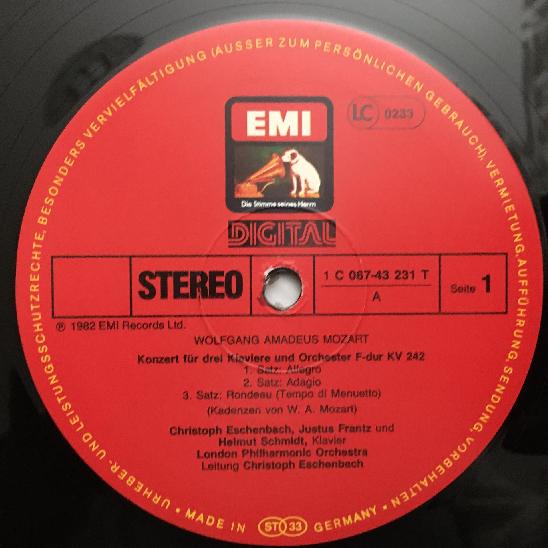 URHEBER- UND LEISTUNGSSCHUTZRECHTE, BESONDERS VERVIELFÄLTIGUNG (AUSSER ZUM PERSÖNLICHEN GEBRAUCH), VERMIETUNG, AUFFÜHRUNG, SENDUNG, VORBEHALTEN
EMI
LC 0233
Die Stimme seines Herrn
DIGITAL
STEREO
1 C 067-43 231 T
A
Seite 1
℗ 1982 EMI Records Ltd.
WOLFGANG AMADEUS MOZART
Konzert für drei Klaviere und Orchester F-dur KV 242
1. Satz: Allegro
2. Satz: Adagio
3. Satz: Rondeau (Tempo di Menuetto)
(Kadenzen von W. A. Mozart)
Christoph Eschenbach, Justus Frantz und
Helmut Schmidt, Klavier
London Philharmonic Orchestra
Leitung Christoph Eschenbach
• MADE IN ST 33 GERMANY •